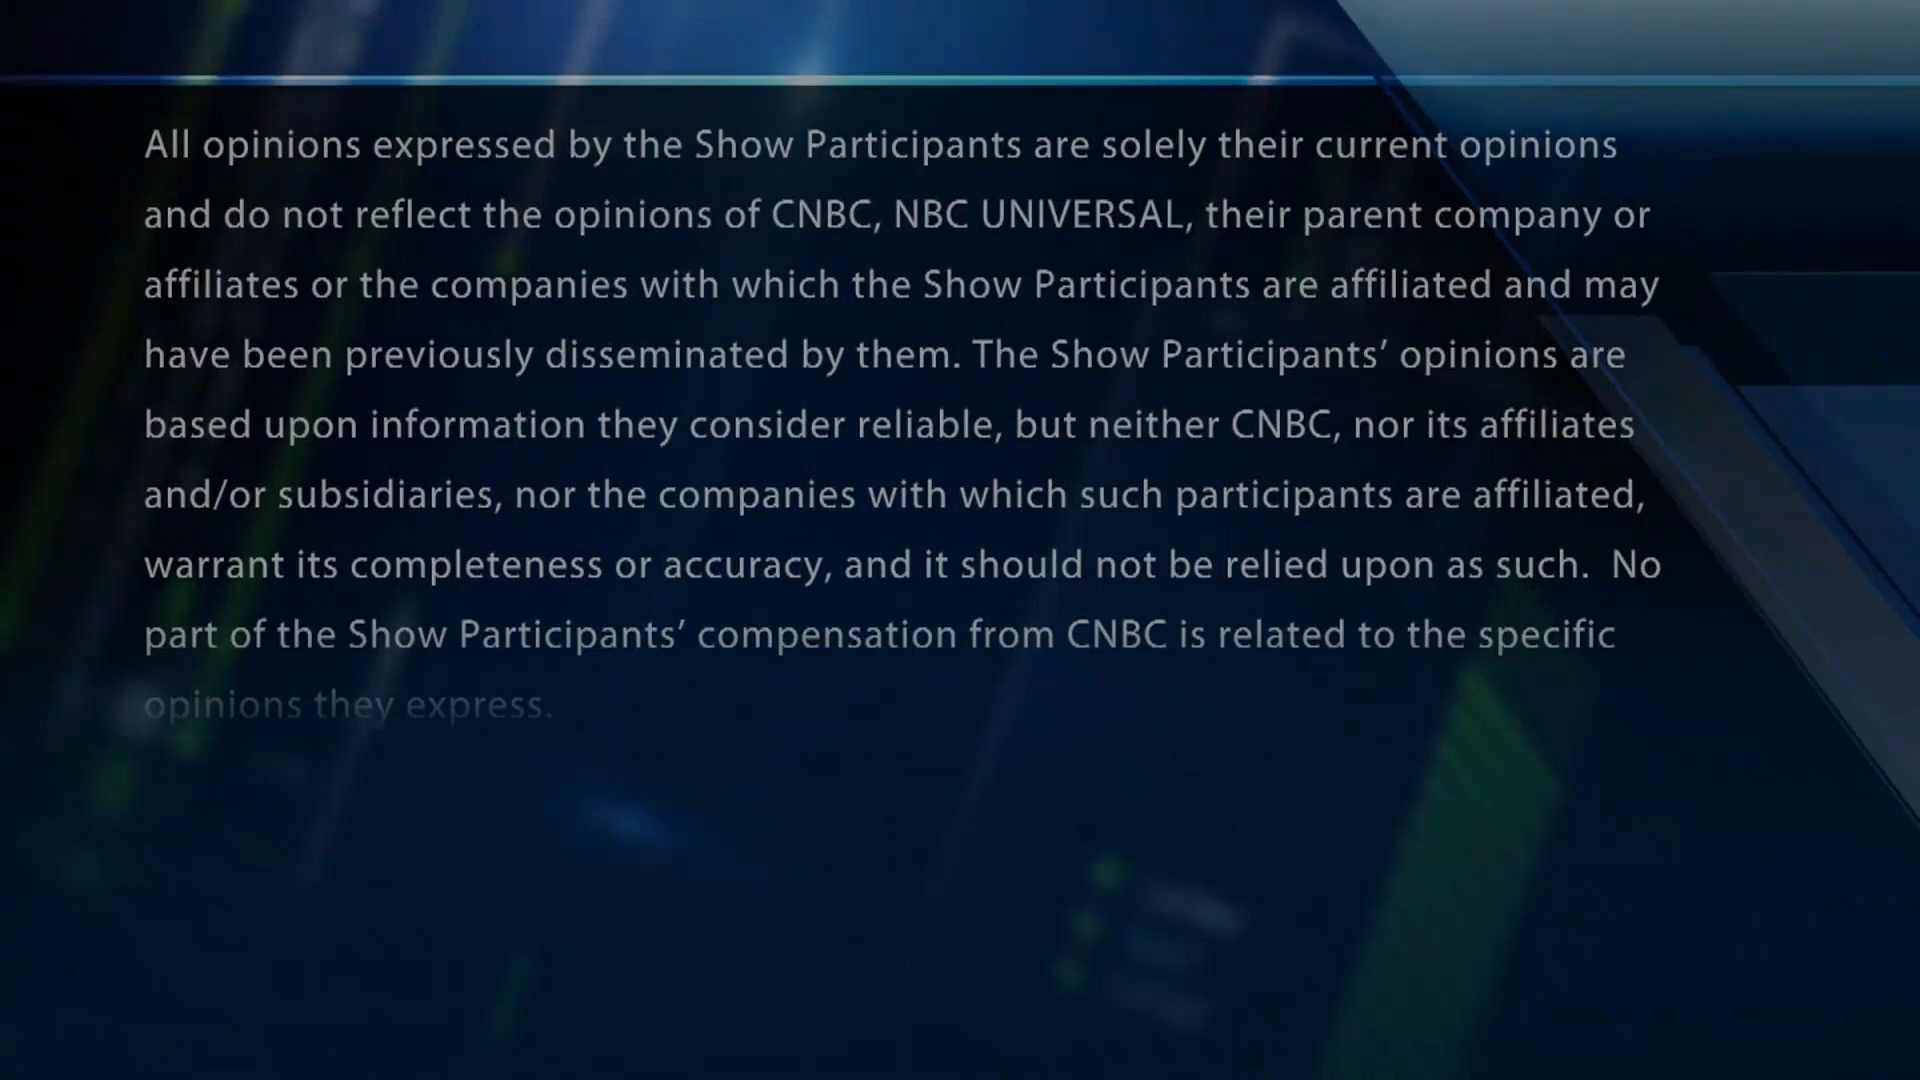 All opinions expressed by the Show Participants are solely their current opinions
and do not reflect the opinions of CNBC, NBC UNIVERSAL, their parent company or
affiliates or the companies with which the Show Participants are affiliated and may
have been previously disseminated by them. The Show Participants’ opinions are
based upon information they consider reliable, but neither CNBC, nor its affiliates
and/or subsidiaries, nor the companies with which such participants are affiliated,
warrant its completeness or accuracy, and it should not be relied upon as such.  No
part of the Show Participants’ compensation from CNBC is related to the specific
opinions they express.